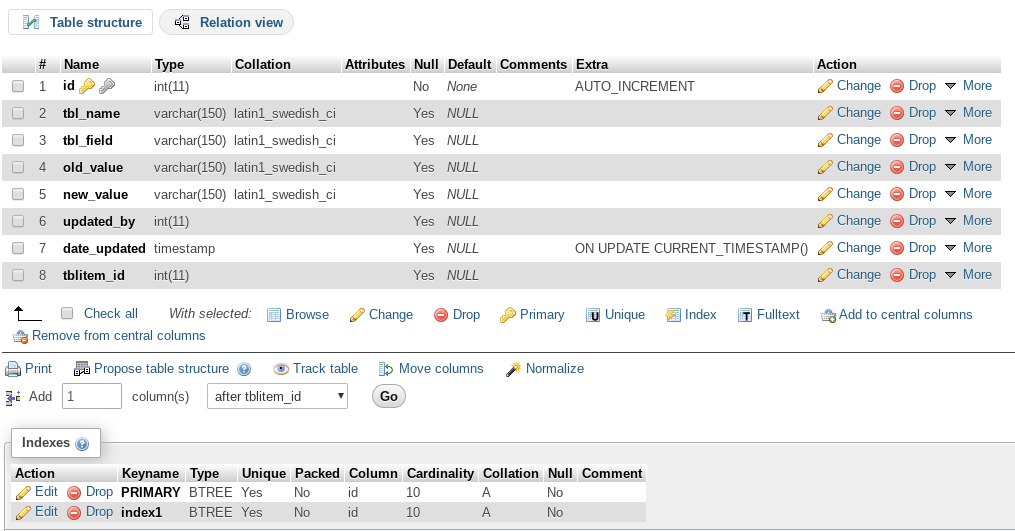 Table structure Relation view
# Name Type Collation Attributes Null Default Comments Extra Action
1 id int(11) No None AUTO_INCREMENT Change Drop More
2 tbl_name varchar(150) latin1_swedish_ci Yes NULL Change Drop More
3 tbl_field varchar(150) latin1_swedish_ci Yes NULL Change Drop More
4 old_value varchar(150) latin1_swedish_ci Yes NULL Change Drop More
5 new_value varchar(150) latin1_swedish_ci Yes NULL Change Drop More
6 updated_by int(11) Yes NULL Change Drop More
7 date_updated timestamp Yes NULL ON UPDATE CURRENT_TIMESTAMP() Change Drop More
8 tblitem_id int(11) Yes NULL Change Drop More
Check all With selected: Browse Change Drop Primary Unique Index Fulltext Add to central columns
Remove from central columns
Print Propose table structure Track table Move columns Normalize
Add 1 column(s) after tblitem_id Go
Indexes
Action Keyname Type Unique Packed Column Cardinality Collation Null Comment
Edit Drop PRIMARY BTREE Yes No id 10 A No
Edit Drop index1 BTREE Yes No id 10 A No